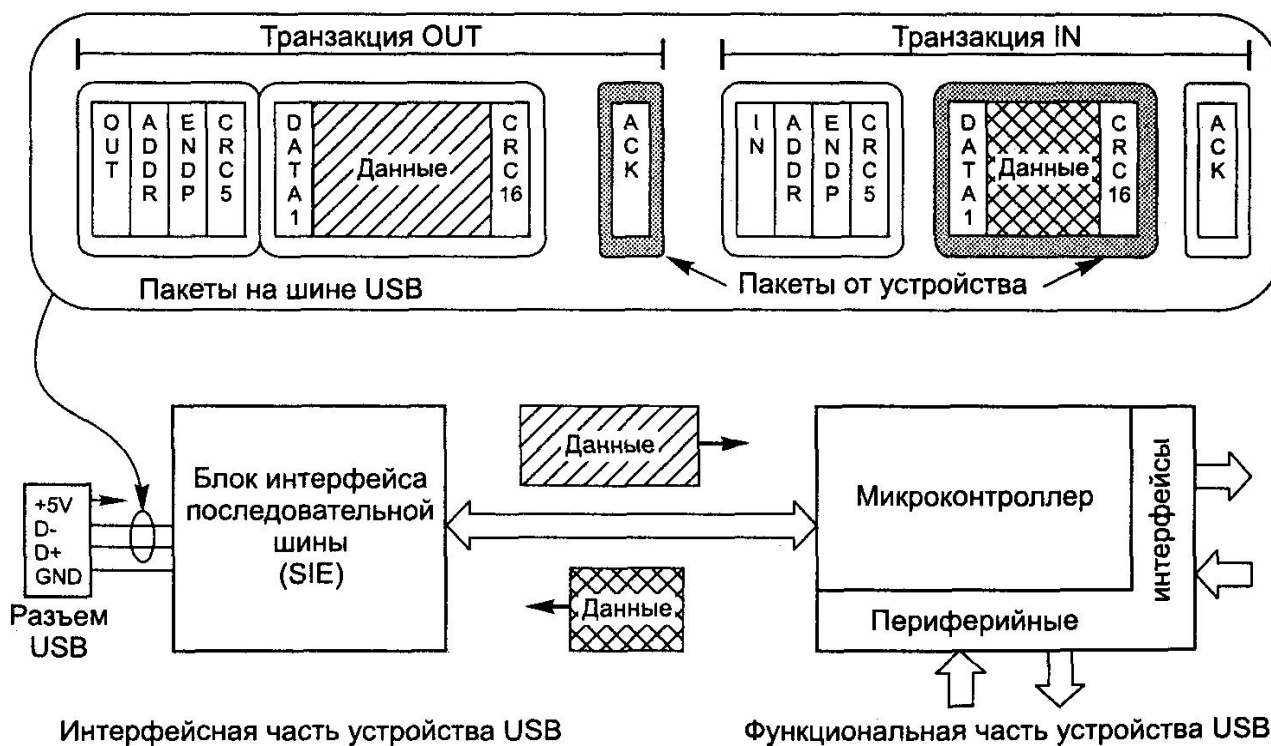 Транзакция OUT
Транзакция IN
OUT
ADDR
ENDP
CRC5
DATA1
Данные
CRC16
ACK
IN
ADDR
ENDP
CRC5
DATA1
Данные
CRC16
ACK
Пакеты на шине USB
Пакеты от устройства
Данные
Блок интерфейса
последовательной
шины
(SIE)
Микроконтроллер
интерфейсы
+5V
D-
D+
GND
Данные
Разъем
USB
Периферийные
Интерфейсная часть устройства USB
Функциональная часть устройства USB